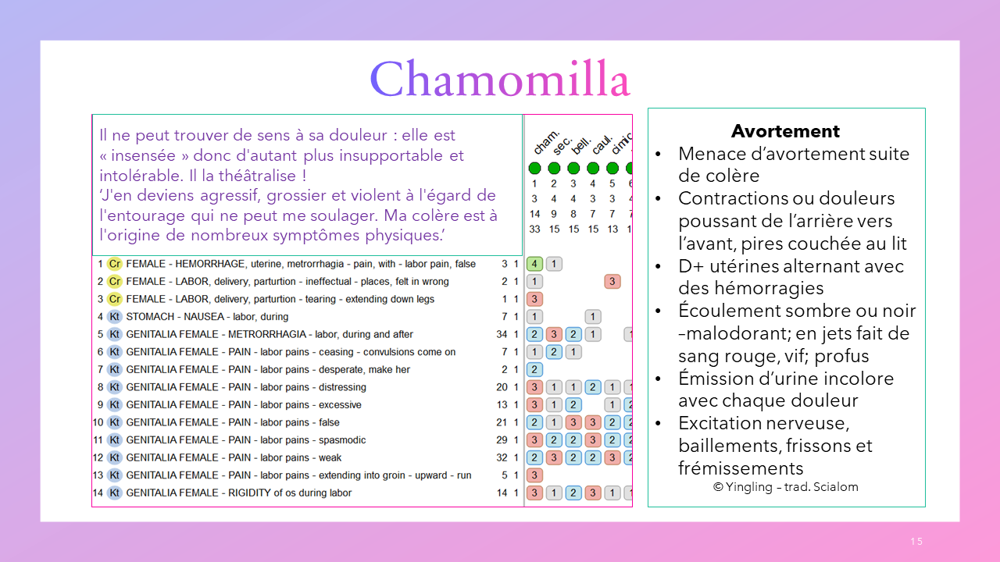 Chamomilla
Il ne peut trouver de sens à sa douleur : elle est
« insensée » donc d'autant plus insupportable et
intolérable. Il la théâtralise !
‘J'en deviens agressif, grossier et violent à l'égard de
l'entourage qui ne peut me soulager. Ma colère est à
l'origine de nombreux symptômes physiques.’
cham. sec. bell. caul. cimic
1 2 3 4 5 6
3 4 4 3 3 4
14 9 8 7 7 7
33 15 15 15 13 1
1 Cr FEMALE - HEMORRHAGE, uterine, metrorrhagia - pain, with - labor pain, false 3 1 4 1
2 Cr FEMALE - LABOR, delivery, parturtion - ineffectual - places, felt in wrong 2 1 1 3
3 Cr FEMALE - LABOR, delivery, parturtion - tearing - extending down legs 1 1 3
4 Kt STOMACH - NAUSEA - labor, during 7 1 1 1
5 Kt GENITALIA FEMALE - METRORRHAGIA - labor, during and after 34 1 2 3 2 1 1
6 Kt GENITALIA FEMALE - PAIN - labor pains - ceasing - convulsions come on 7 1 1 2 1
7 Kt GENITALIA FEMALE - PAIN - labor pains - desperate, make her 2 1 2
8 Kt GENITALIA FEMALE - PAIN - labor pains - distressing 20 1 3 1 1 2 1 1
9 Kt GENITALIA FEMALE - PAIN - labor pains - excessive 13 1 3 1 2 1 2
10 Kt GENITALIA FEMALE - PAIN - labor pains - false 21 1 2 1 3 3 2 2
11 Kt GENITALIA FEMALE - PAIN - labor pains - spasmodic 29 1 3 2 2 3 2 2
12 Kt GENITALIA FEMALE - PAIN - labor pains - weak 32 1 2 3 2 2 3 2
13 Kt GENITALIA FEMALE - PAIN - labor pains - extending into groin - upward - run 5 1 3
14 Kt GENITALIA FEMALE - RIGIDITY of os during labor 14 1 3 1 2 3 1 1
Avortement
• Menace d’avortement suite
de colère
• Contractions ou douleurs
poussant de l’arrière vers
l’avant, pires couchée au lit
• D+ utérines alternant avec
des hémorragies
• Écoulement sombre ou noir
–malodorant; en jets fait de
sang rouge, vif; profus
• Émission d’urine incolore
avec chaque douleur
• Excitation nerveuse,
baillements, frissons et
frémissements
© Yingling – trad. Scialom
15